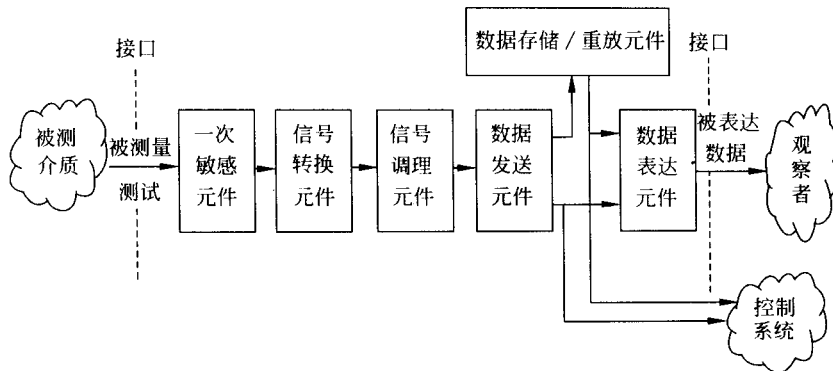 接口
被测
介质
被测量
测试
一次
敏感
元件
信号
转换
元件
信号
调理
元件
数据
发送
元件
数据存储/重放元件
数据
表达
元件
接口
被表达
数据
观
察
者
控制
系统